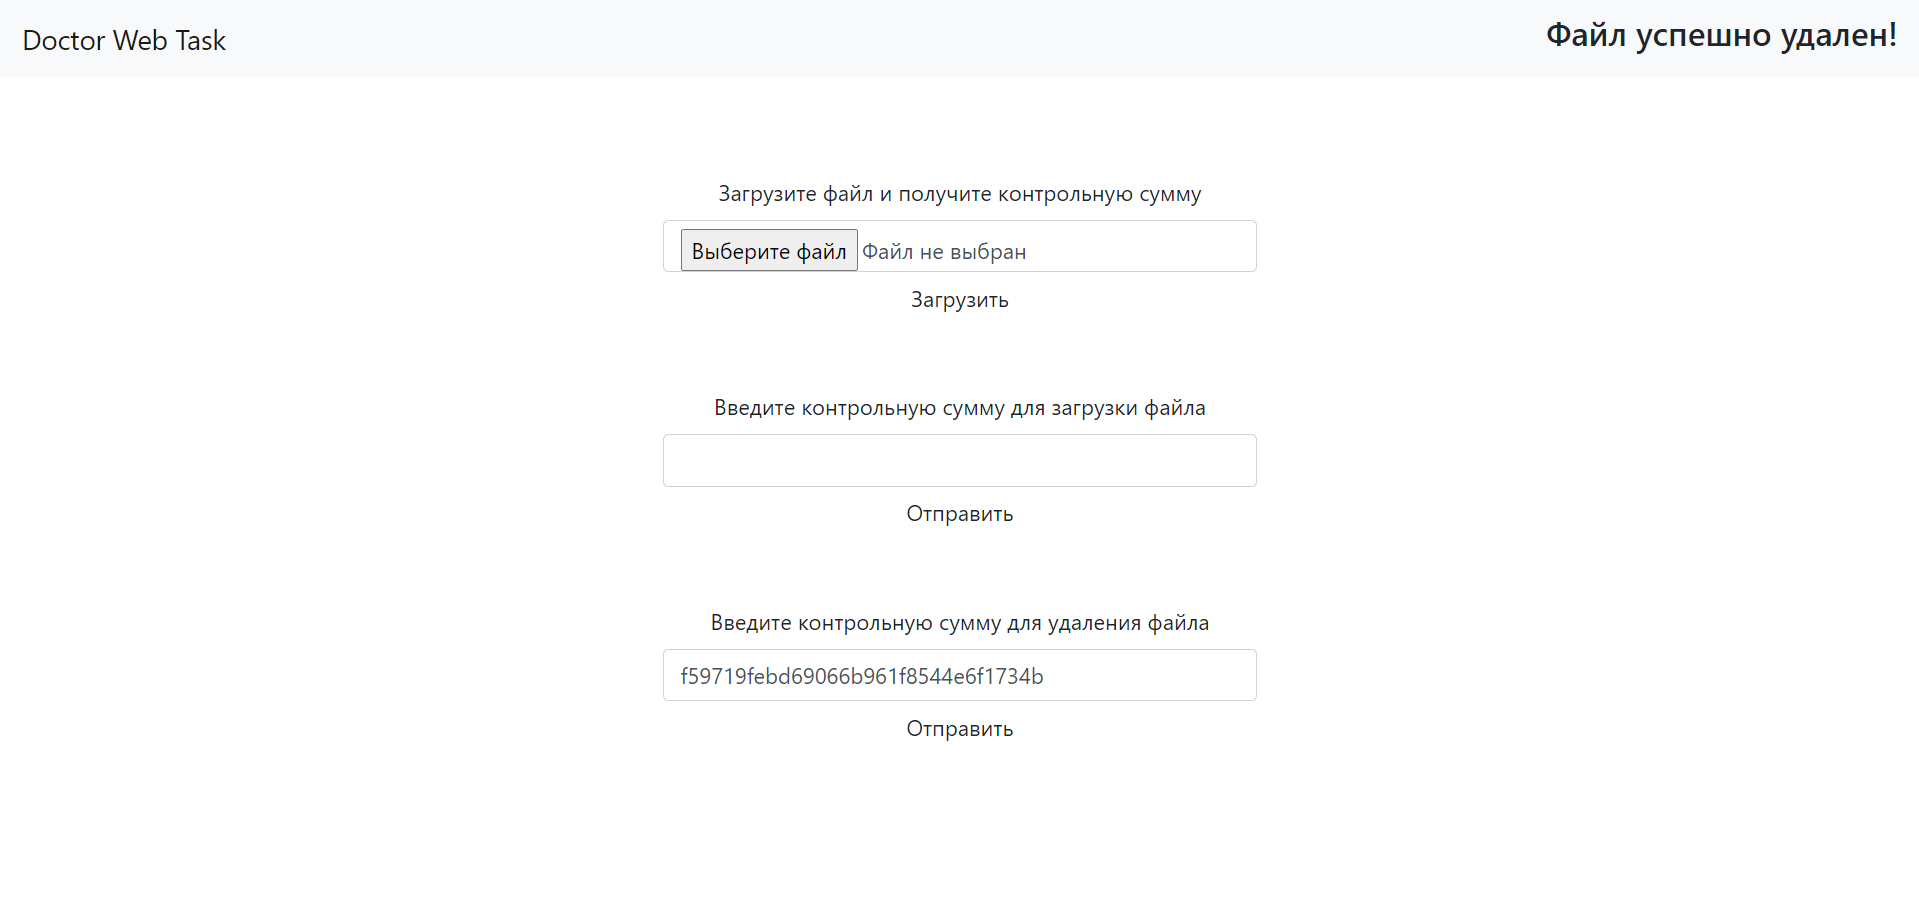 Doctor Web Task
Файл успешно удален!
Загрузите файл и получите контрольную сумму
Выберите файл Файл не выбран
Загрузить
Введите контрольную сумму для загрузки файла
Отправить
Введите контрольную сумму для удаления файла
f59719febd69066b961f8544e6f1734b
Отправить